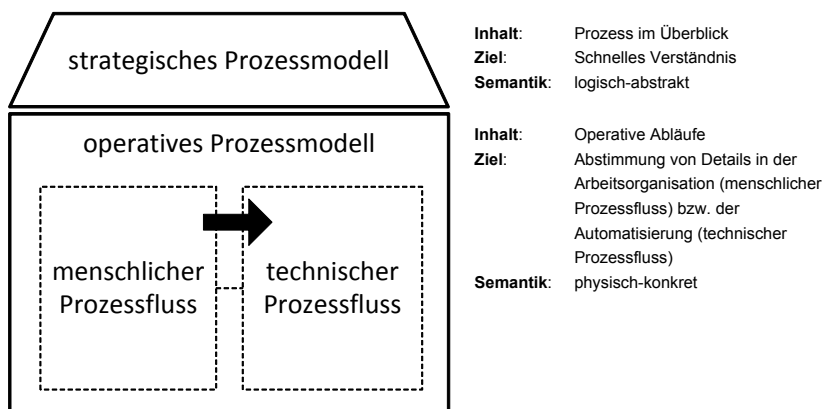 strategisches Prozessmodell
Inhalt: Prozess im Überblick
Ziel: Schnelles Verständnis
Semantik: logisch-abstrakt
operatives Prozessmodell
menschlicher
Prozessfluss
technischer
Prozessfluss
Inhalt: Operative Abläufe
Ziel: Abstimmung von Details in der
Arbeitsorganisation (menschlicher
Prozessfluss) bzw. der
Automatisierung (technischer
Prozessfluss)
Semantik: physisch-konkret